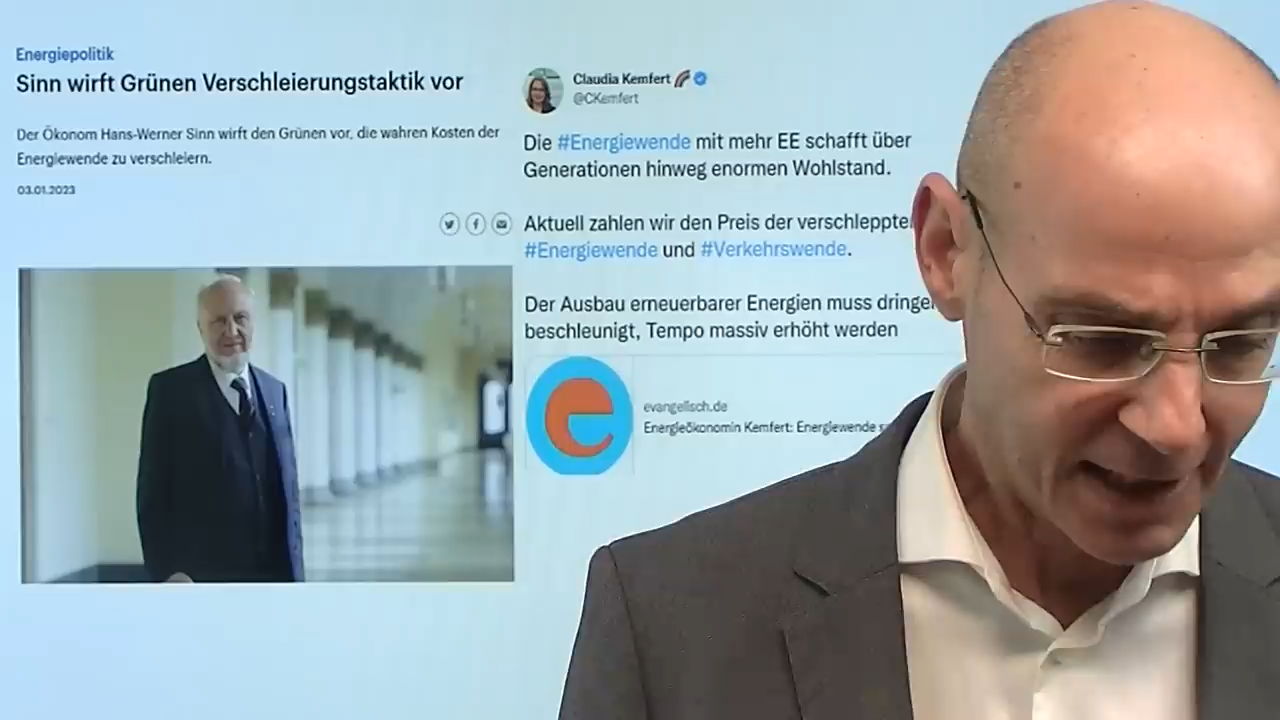 Energiepolitik
Sinn wirft Grünen Verschleierungstaktik vor
Der Ökonom Hans-Werner Sinn wirft den Grünen vor, die wahren Kosten der
Energiewende zu verschleiern.
03.01.2023
Claudia Kemfert
@CKemfert
Die #Energiewende mit mehr EE schafft über
Generationen hinweg enormen Wohlstand.
Aktuell zahlen wir den Preis der
#Energiewende und #Verkehrswende.
Der Ausbau erneuerbarer Energien muss
beschleunigt, Tempo massiv erhöht werden
evangelisch.de
Energieökonomin Kemfert: Energiewende